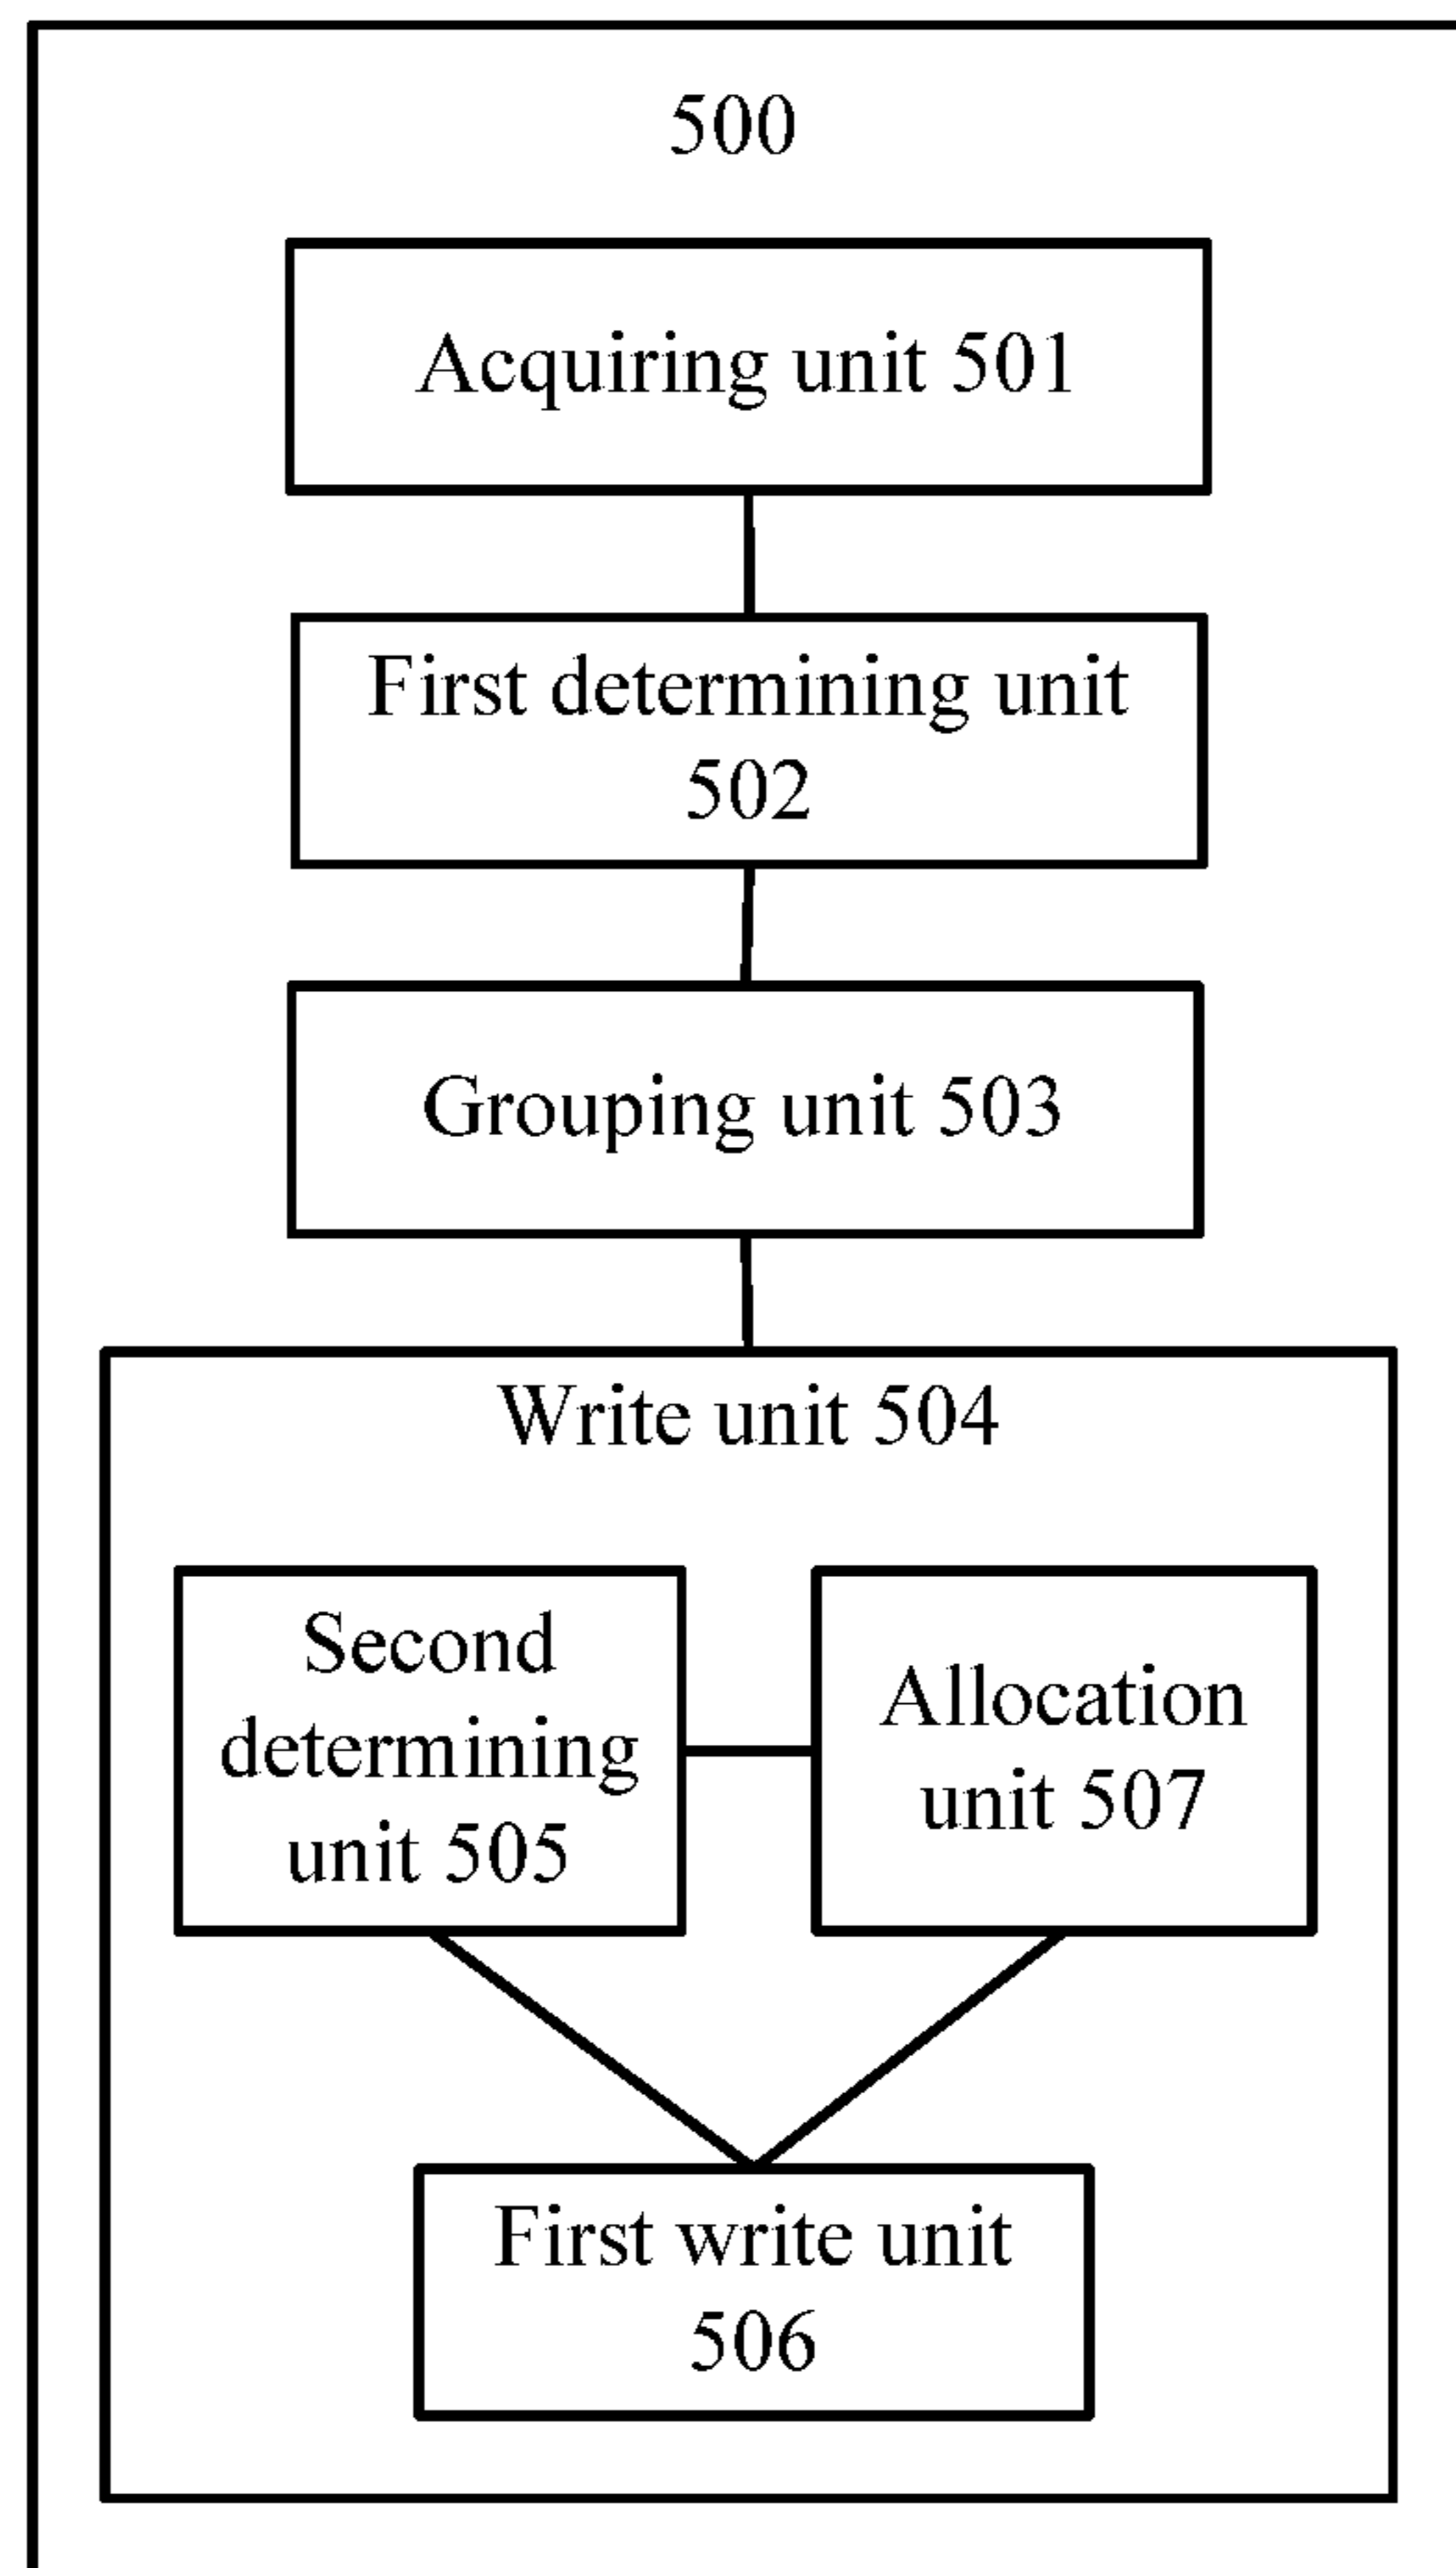 500
Acquiring unit 501
First determining unit
502
Grouping unit 503
Write unit 504
Second
determining
unit 505
Allocation
unit 507
First write unit
506